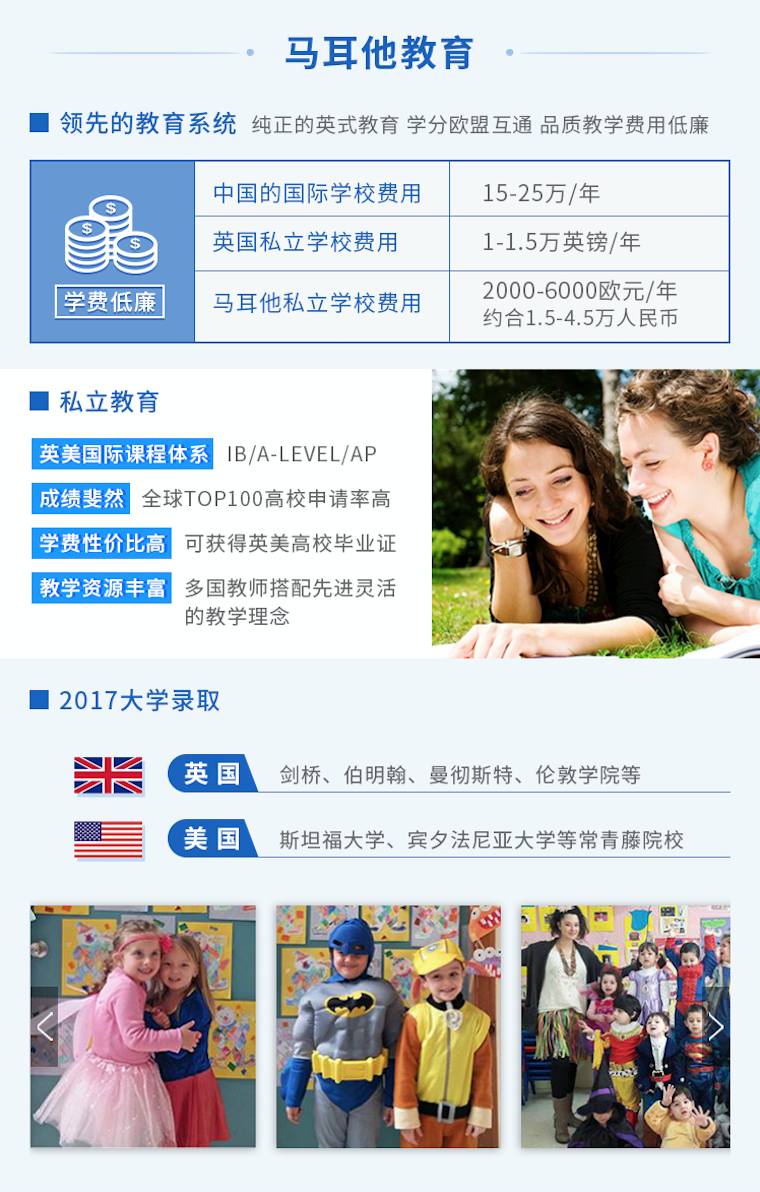 马耳他教育
领先的教育系统 纯正的英式教育 学分欧盟互通 品质教学费用低廉
学费低廉
中国的国际学校费用 15-25万/年
英国私立学校费用 1-1.5万英镑/年
马耳他私立学校费用 2000-6000欧元/年
约合1.5-4.5万人民币
私立教育
英美国际课程体系 IB/A-LEVEL/AP
成绩斐然 全球TOP100高校申请率高
学费性价比高 可获得英美高校毕业证
教学资源丰富 多国教师搭配先进灵活
的教学理念
2017大学录取
英国 剑桥、伯明翰、曼彻斯特、伦敦学院等
美国 斯坦福大学、宾夕法尼亚大学等常青藤院校